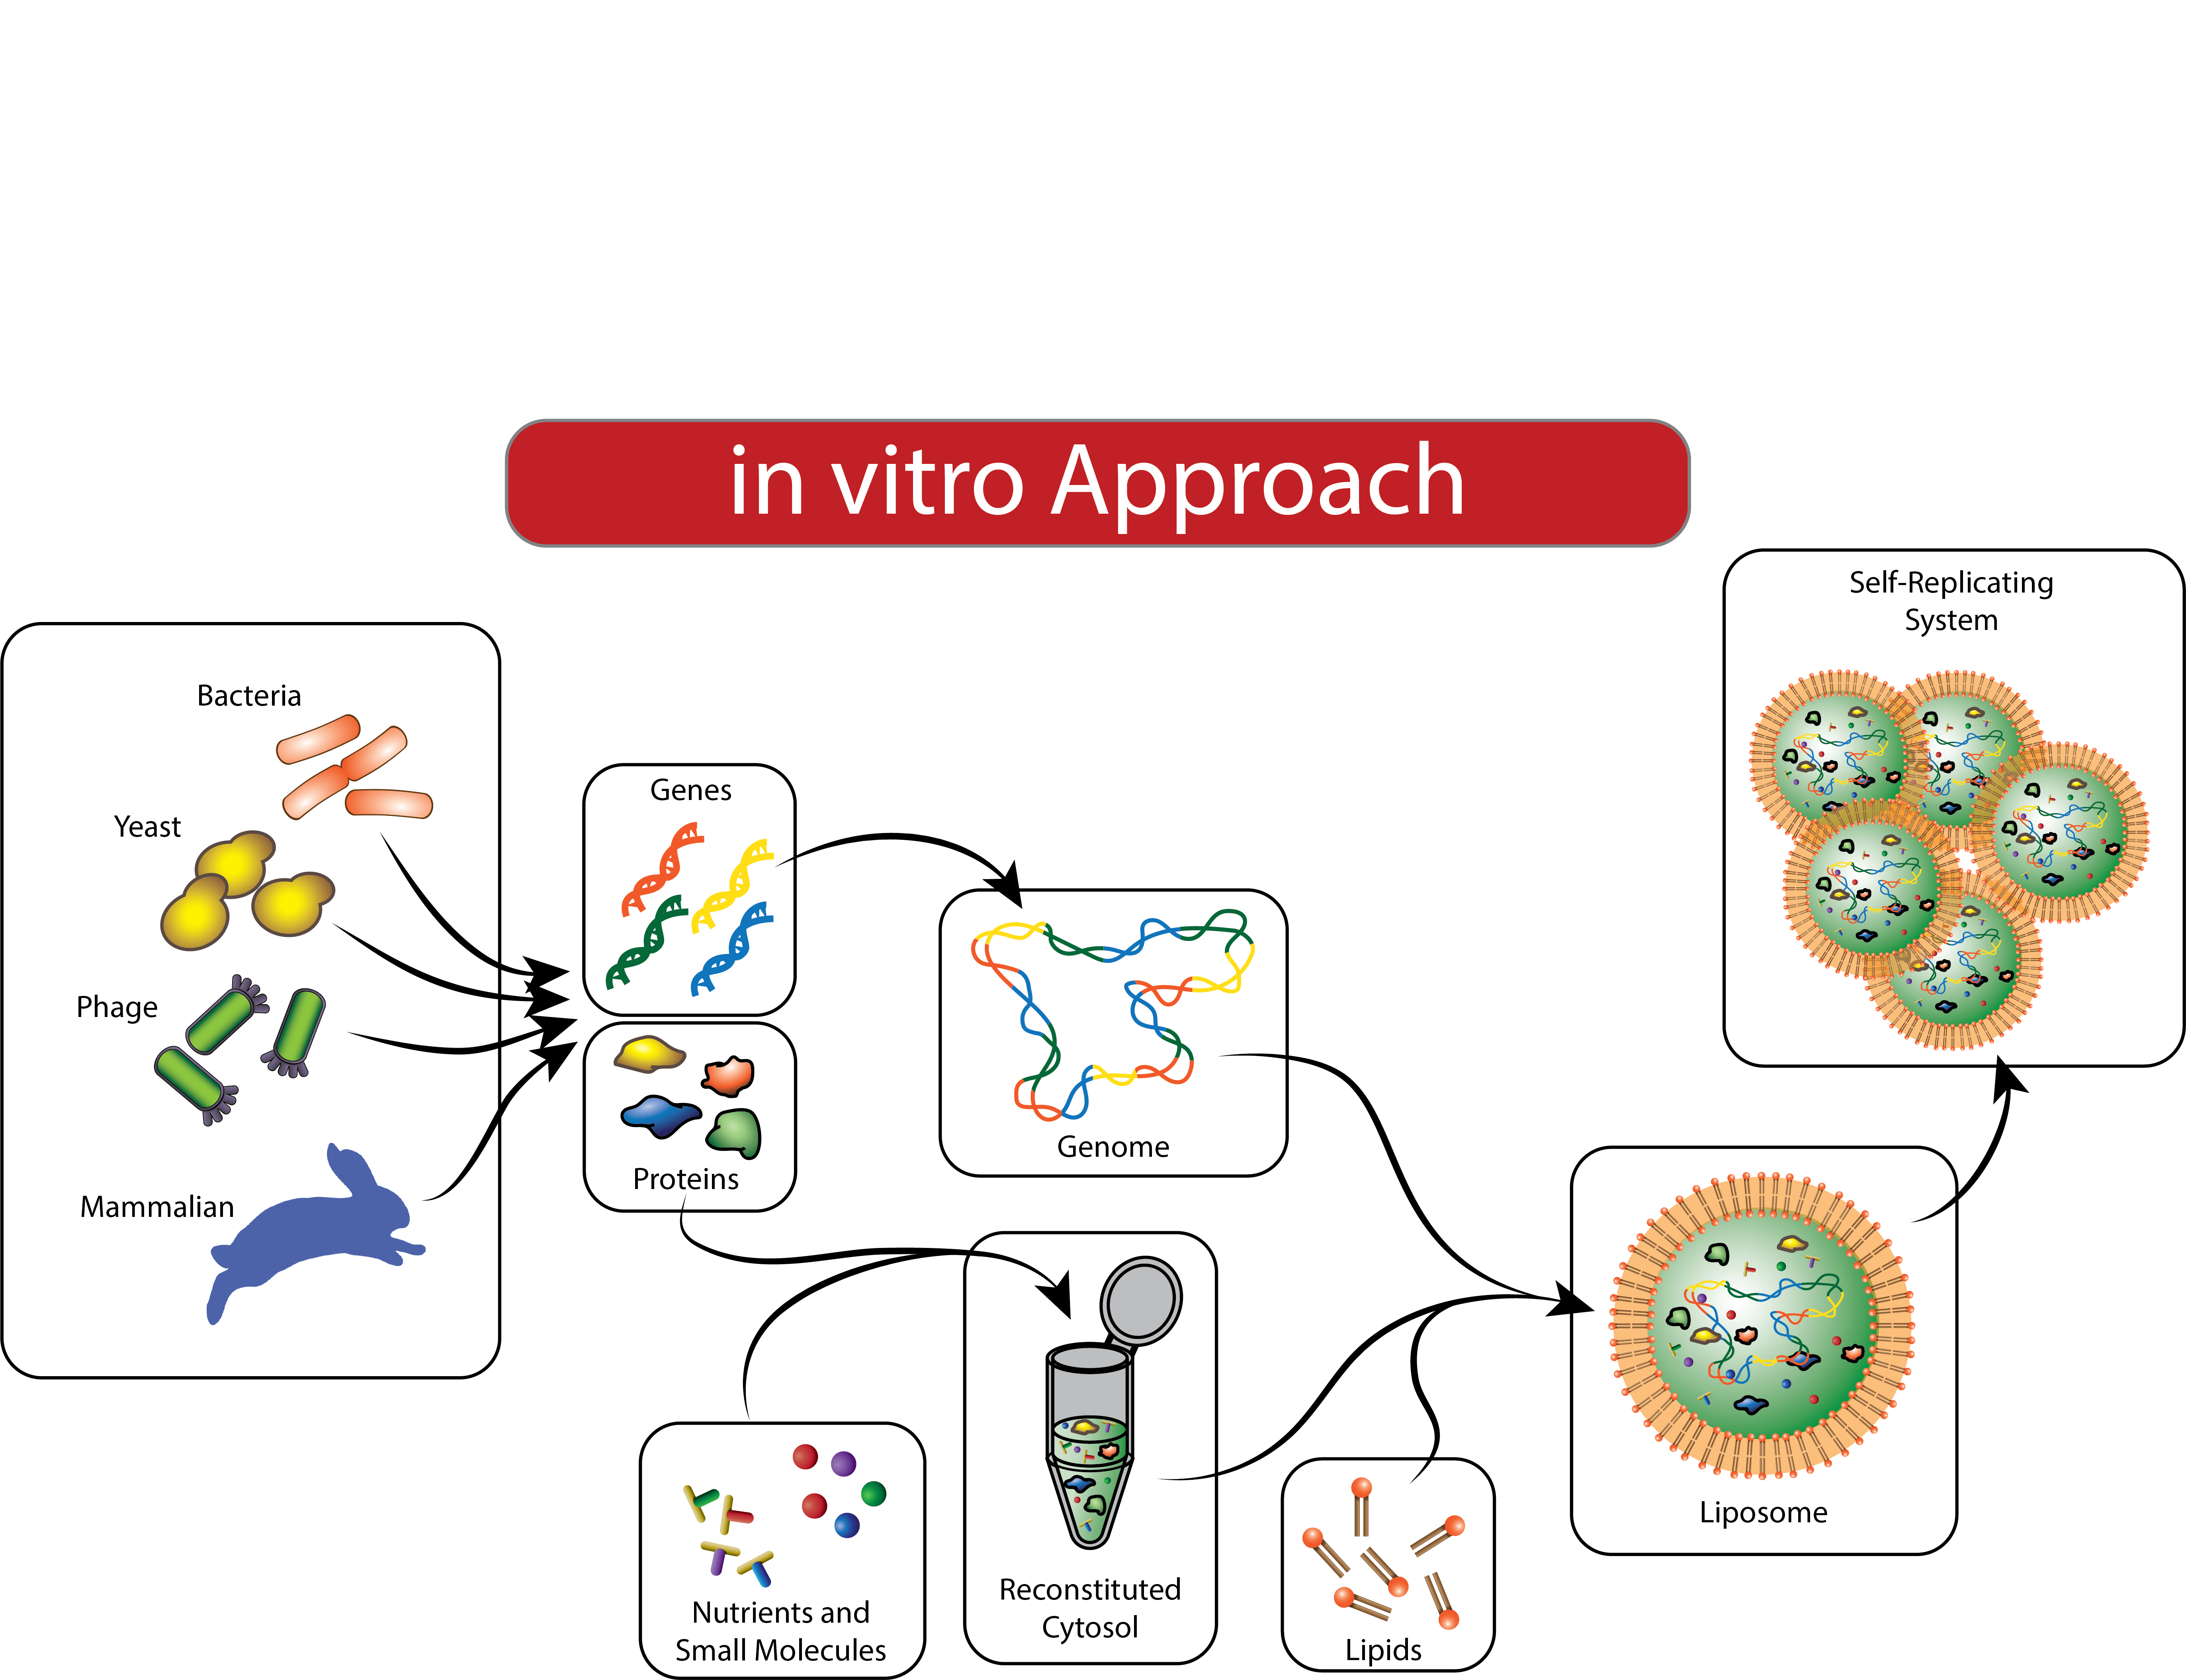 in vitro Approach
Self-Replicating
System
Bacteria
Yeast
Phage
Mammalian
Genes
Proteins
Genome
Nutrients and
Small Molecules
Reconstituted
Cytosol
Lipids
Liposome